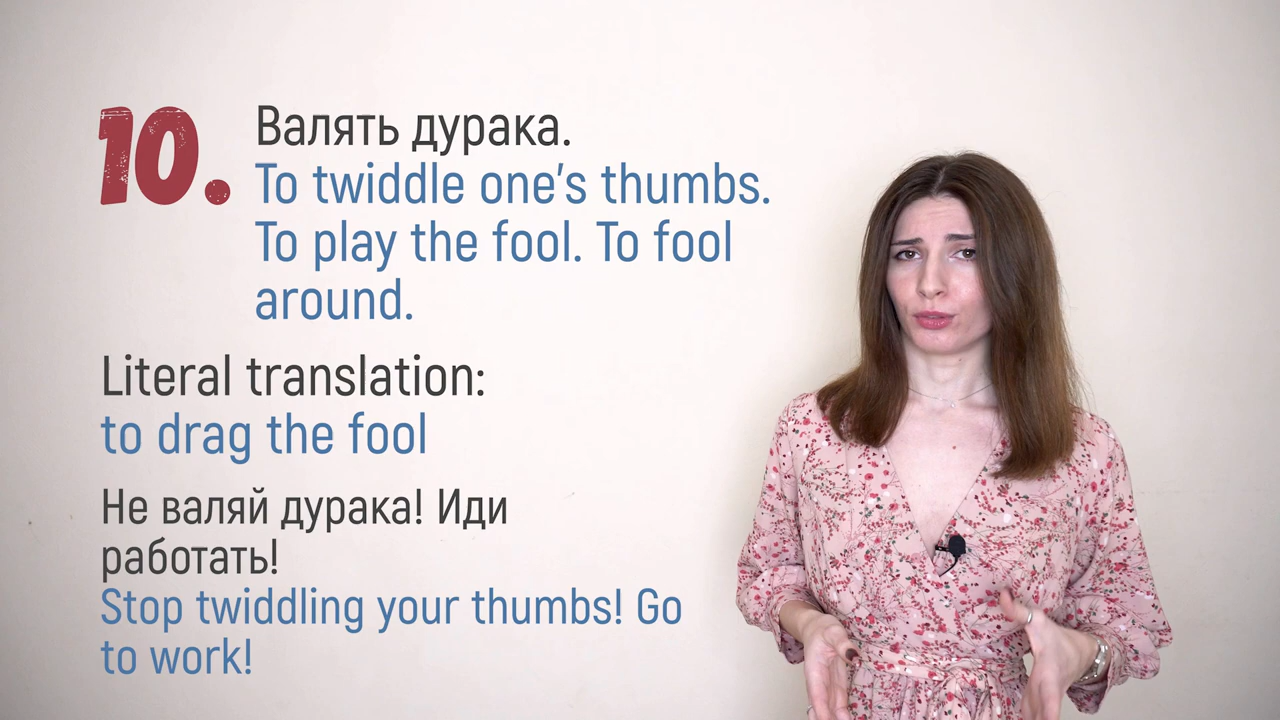 10. Валять дурака.
To twiddle one's thumbs.
To play the fool. To fool
around.
Literal translation:
to drag the fool
Не валяй дурака! Иди
работать!
Stop twiddling your thumbs! Go
to work!